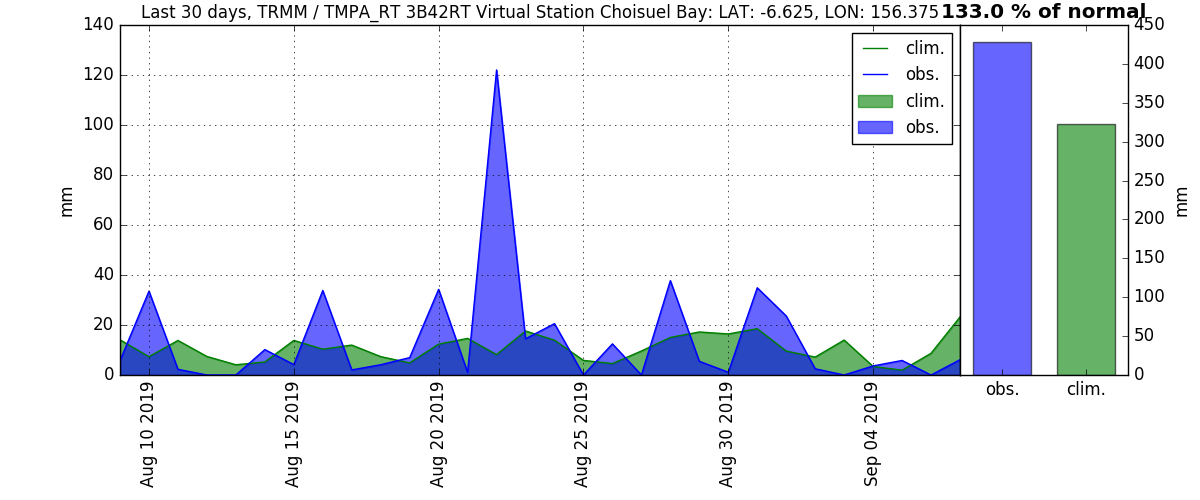 Last 30 days, TRMM / TMPA_RT 3B42RT Virtual Station Choisuel Bay: LAT: -6.625, LON: 156.375
133.0 % of normal
140
120
100
80
60
40
20
0
mm
clim.
obs.
clim.
obs.
Aug 10 2019
Aug 15 2019
Aug 20 2019
Aug 25 2019
Aug 30 2019
Sep 04 2019
450
400
350
300
250
200
150
100
50
0
mm
obs.
clim.